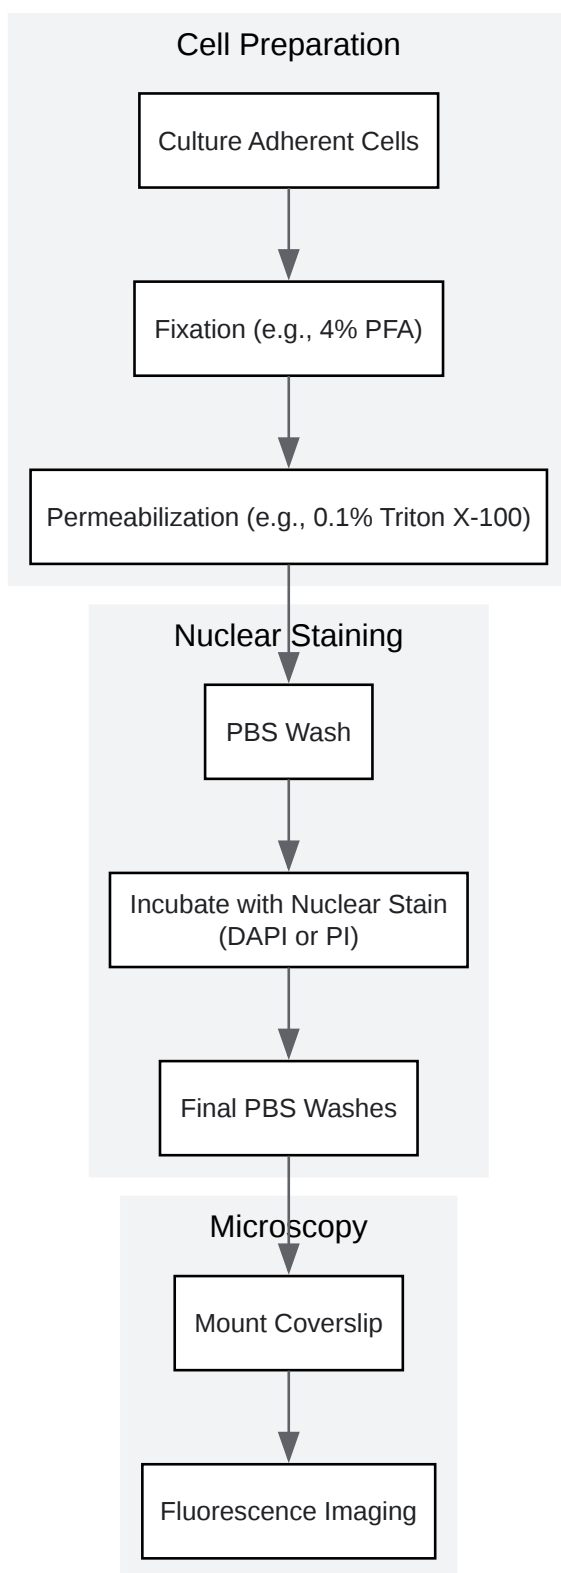 Cell Preparation
Culture Adherent Cells
Fixation (e.g., 4% PFA)
Permeabilization (e.g., 0.1% Triton X-100)
Nuclear Staining
PBS Wash
Incubate with Nuclear Stain
(DAPI or PI)
Final PBS Washes
Microscopy
Mount Coverslip
Fluorescence Imaging